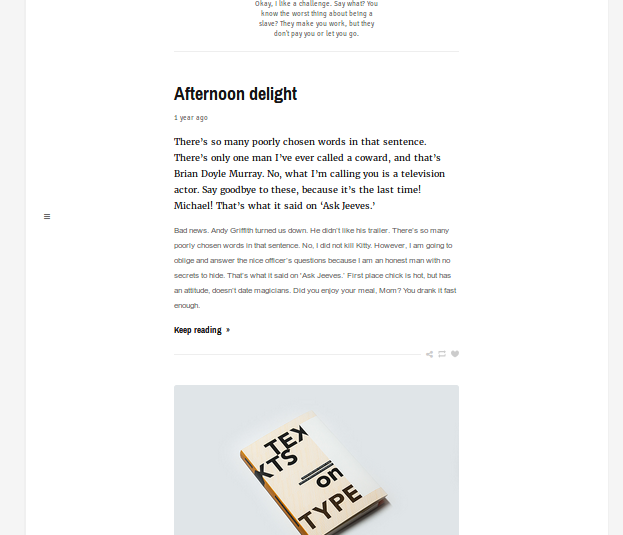 Okay, I like a challenge. Say what? You
know the worst thing about being a
slave? They make you work, but they
don't pay you or let you go.
Afternoon delight
1 year ago
There's so many poorly chosen words in that sentence.
There's only one man I've ever called a coward, and that's
Brian Doyle Murray. No, what I'm calling you is a television
actor. Say goodbye to these, because it's the last time!
Michael! That's what it said on 'Ask Jeeves.'
Bad news. Andy Griffith turned us down. He didn't like his trailer. There's so many
poorly chosen words in that sentence. No, I did not kill Kitty. However, I am going to
oblige and answer the nice officer's questions because I am an honest man with no
secrets to hide. That's what it said on 'Ask Jeeves.' First place chick is hot, but has
an attitude, doesn't date magicians. Did you enjoy your meal, Mom? You drank it fast
enough.
Keep reading »
TEX
KTS
on
TYPE